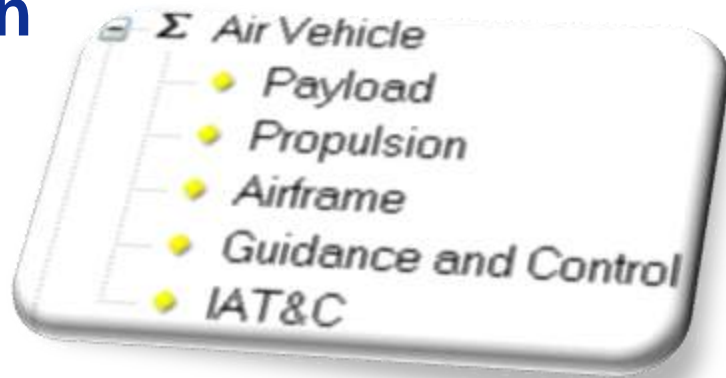 n
Σ Air Vehicle
Payload
Propulsion
Airframe
Guidance and Control
IAT&C